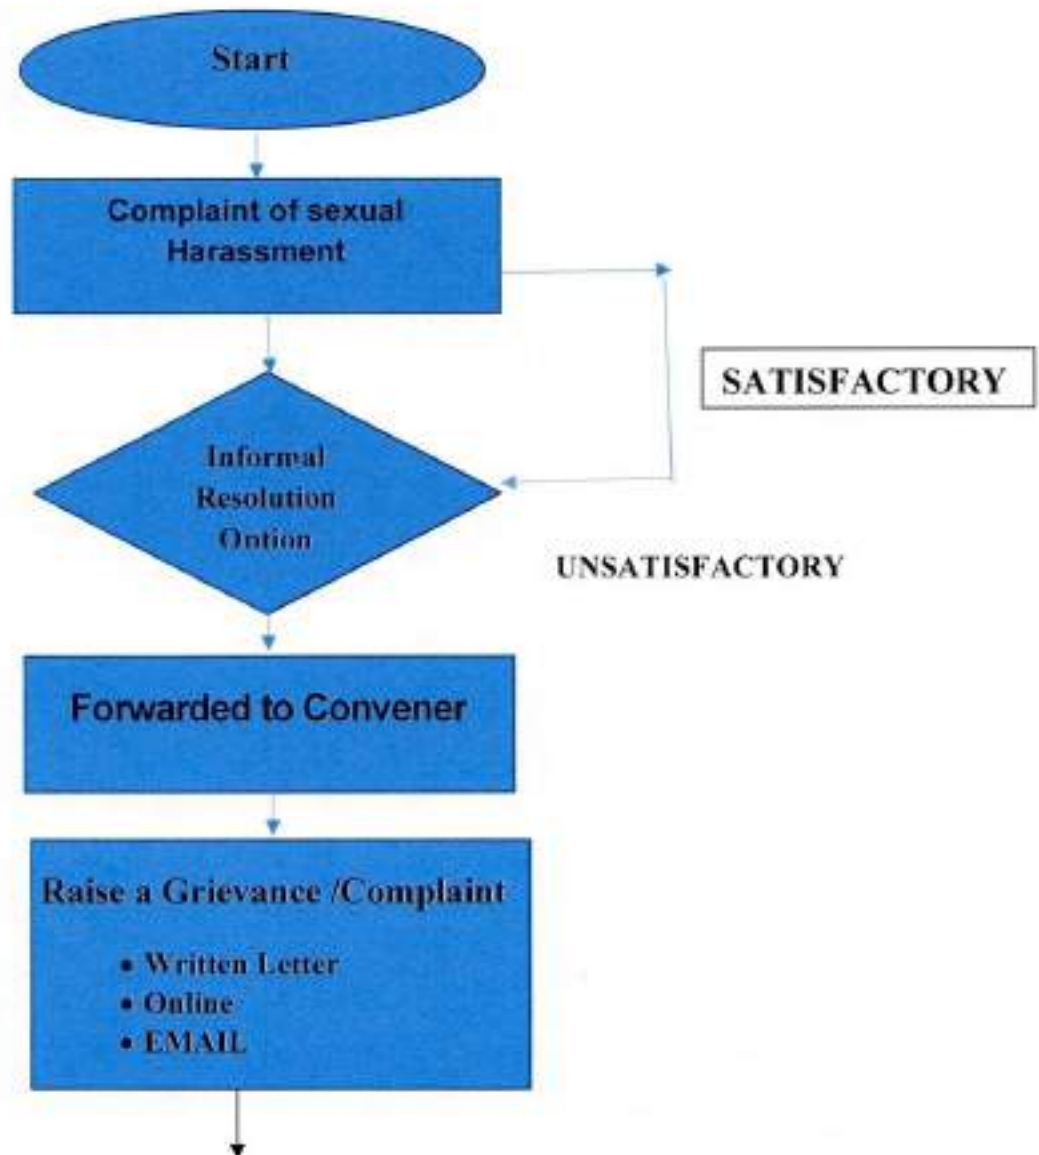 Start
Complaint of sexual
Harassment
SATISFACTORY
Informal
Resolution
Ontion
UNSATISFACTORY
Forwarded to Convener
Raise a Grievance /Complaint
• Written Letter
• Online
• EMAIL